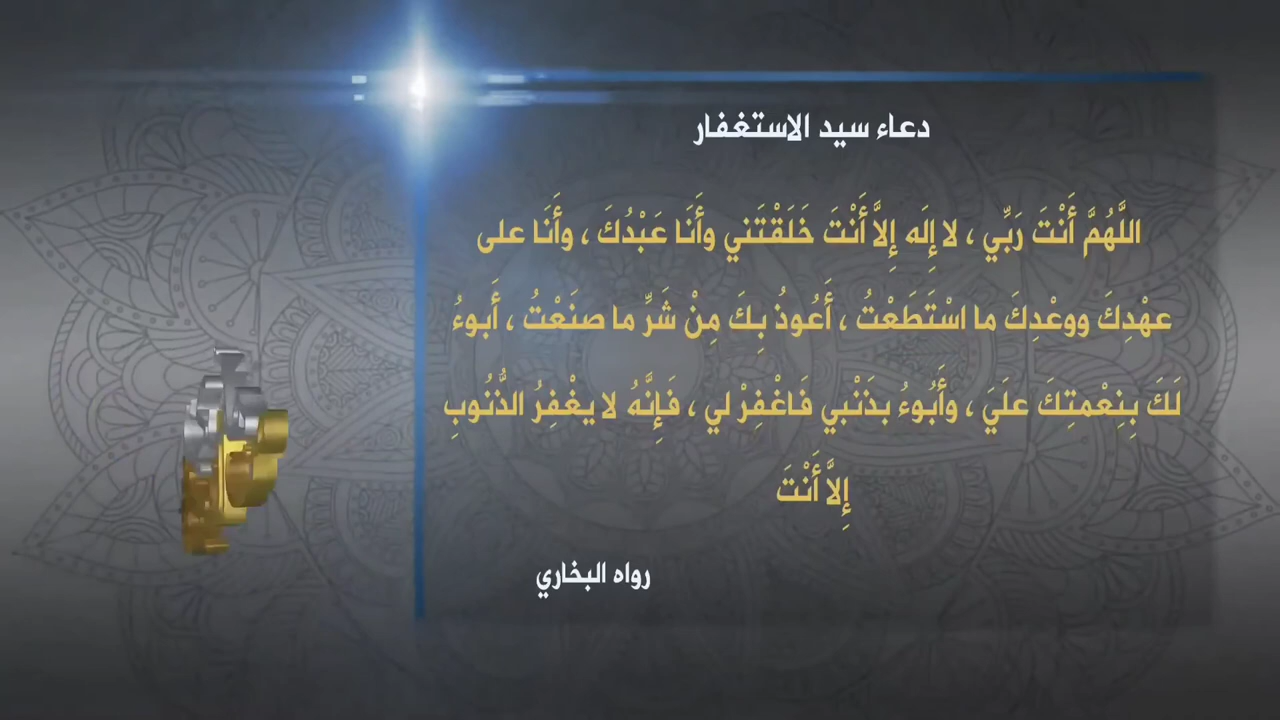 دعاء سيد الاستغفار
اللَّهُمَّ أَنْتَ رَبِّي ، لا إِلَه إِلاَّ أَنْتَ خَلَقْتَني وأَنَا عَبْدُكَ ، وأَنَا على
عهْدِكَ ووعْدِكَ ما اسْتَطَعْتُ ، أَعُوذُ بِكَ مِنْ شَرِّ ما صنَعْتُ ، أَبوءُ
لَكَ بِنِعْمتِكَ علَيَ ، وأَبُوءُ بذَنْبي فَاغْفِرْ لي ، فَإِنَّهُ لا يغْفِرُ الذُّنُوبِ
إِلاَّ أَنْتَ
رواه البخاري